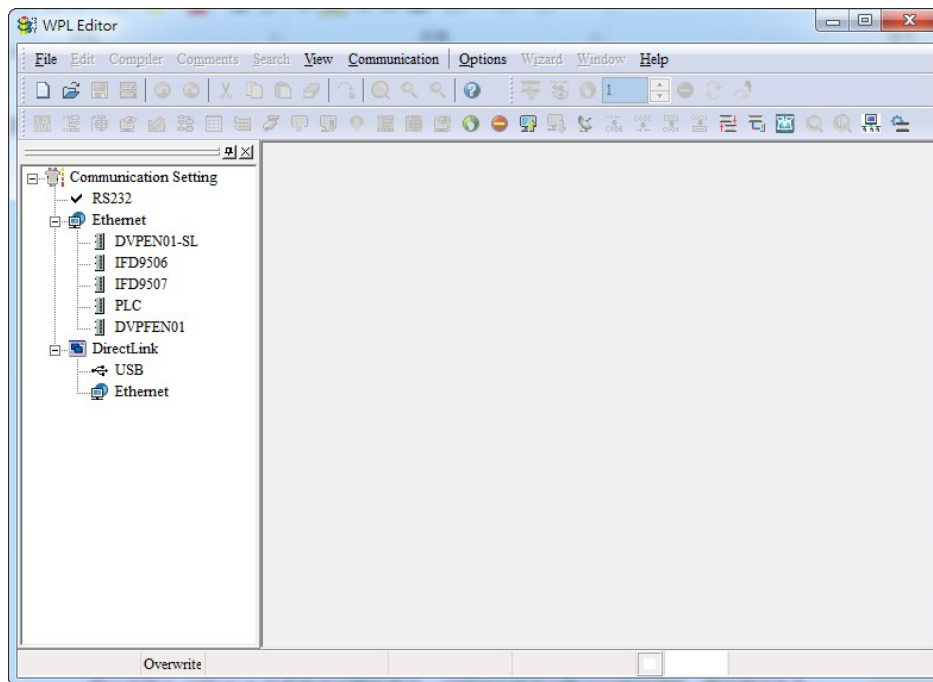 WPL Editor
File Edit Compiler Comments Search View Communication Options Wizard Window Help
1
Communication Setting
RS232
Ethernet
DVPEN01-SL
IFD9506
IFD9507
PLC
DVPFEN01
DirectLink
USB
Ethernet
Overwrite